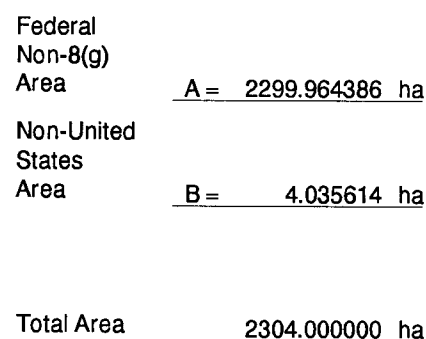 Federal
Non-8(g)
Area A = 2299.964386 ha
Non-United
States
Area B = 4.035614 ha
Total Area 2304.000000 ha